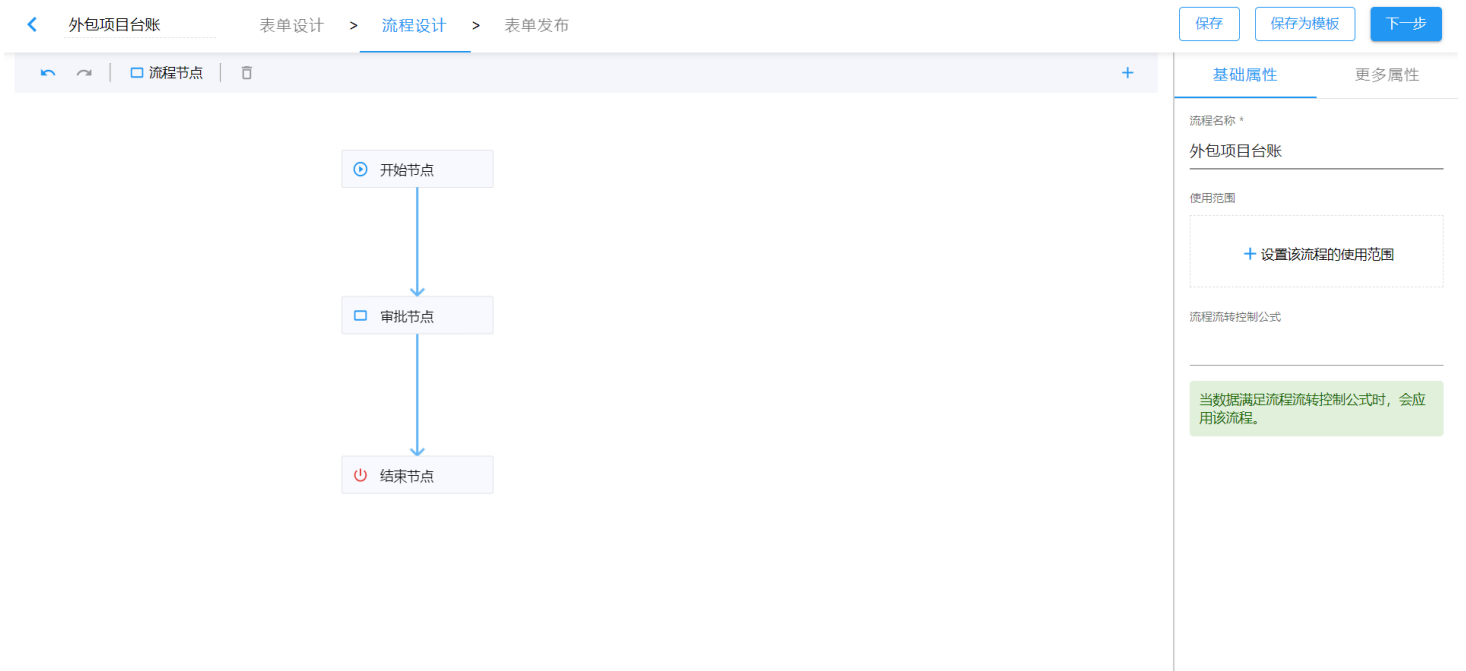 外包项目台账
表单设计 > 流程设计 > 表单发布
保存
保存为模板
下一步
流程节点
基础属性
更多属性
流程名称 *
外包项目台账
使用范围
设置该流程的使用范围
流程流转控制公式
当数据满足流程流转控制公式时，会应
用该流程。
开始节点
审批节点
结束节点